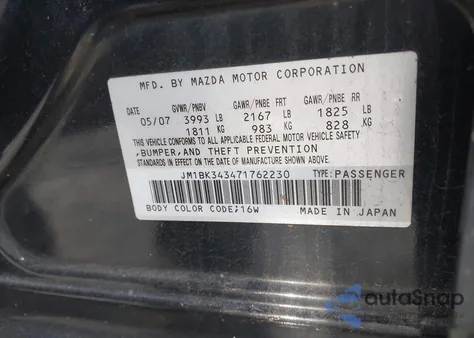 MFD. BY MAZDA MOTOR CORPORATION
DATE GVWR/PNBV GAWR/PNBE FRT GAWR/PNBE RR
05/07 3993 LB 2167 LB 1825 LB
1811 KG 983 KG 828 KG
THIS VEHICLE CONFORMS TO ALL APPLICABLE FEDERAL MOTOR VEHICLE SAFETY
,BUMPER,AND THEFT PREVENTION
STANDARDS IN EFFECT ON THE DATE OF MANUFACTURE SHOWN ABOVE.
JM1BK343471762230 TYPE:PASSENGER
BODY COLOR CODE;16W MADE IN JAPAN
autoSnap